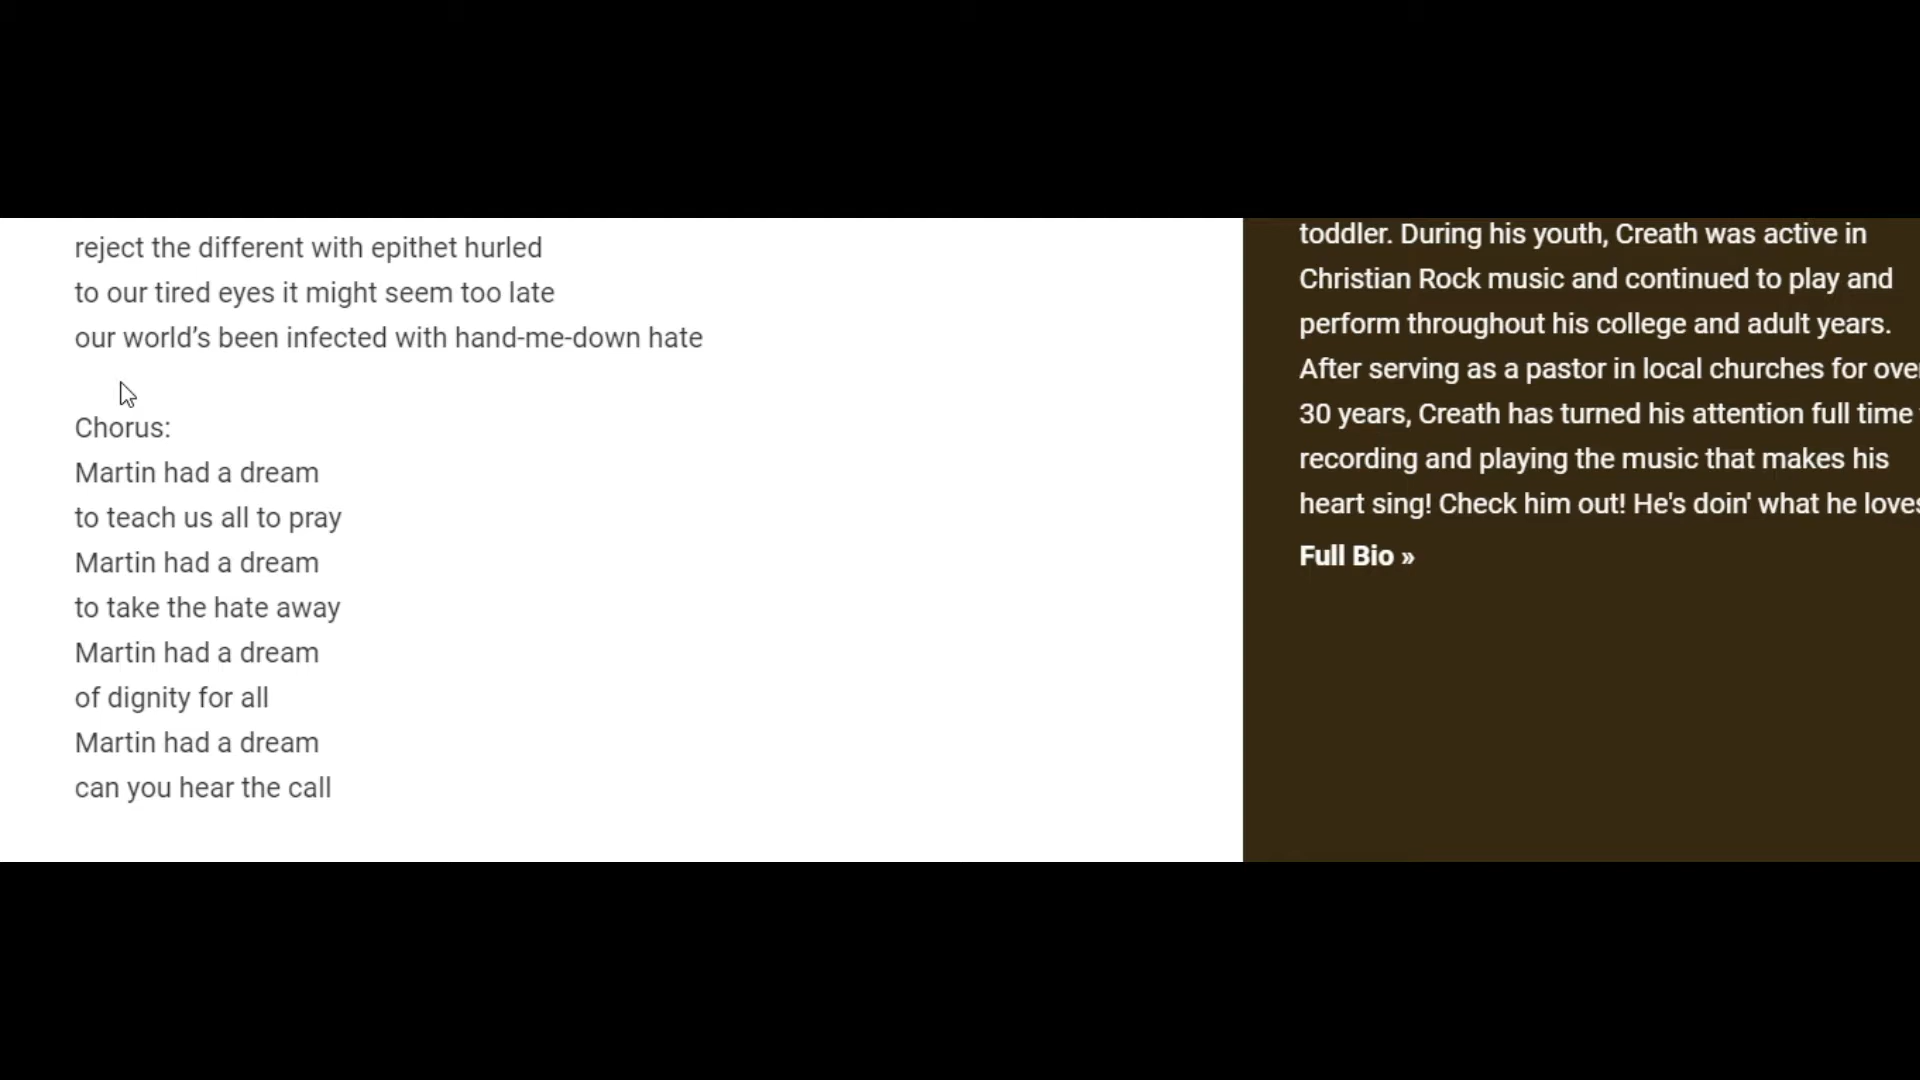 reject the different with epithet hurled
to our tired eyes it might seem too late
our world’s been infected with hand-me-down hate
Chorus:
Martin had a dream
to teach us all to pray
Martin had a dream
to take the hate away
Martin had a dream
of dignity for all
Martin had a dream
can you hear the call
toddler. During his youth, Creath was active in
Christian Rock music and continued to play and
perform throughout his college and adult years.
After serving as a pastor in local churches for
30 years, Creath has turned his attention full time
recording and playing the music that makes his
heart sing! Check him out! He's doin' what he
Full Bio »